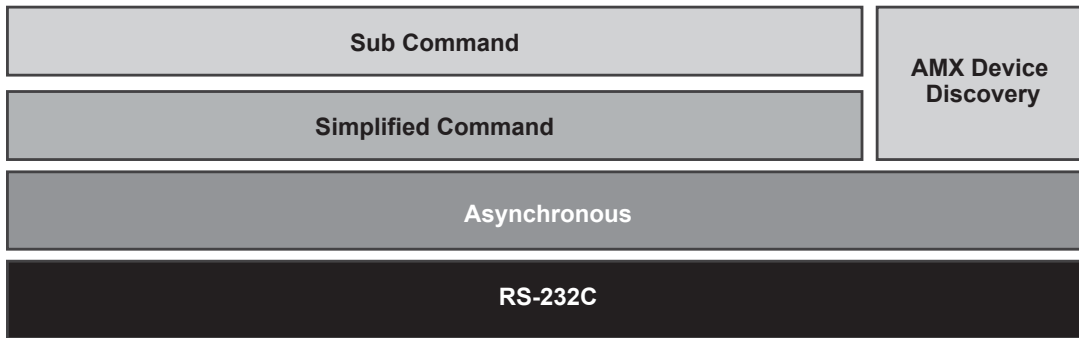 Sub Command
AMX Device
Discovery
Simplified Command
Asynchronous
RS-232C